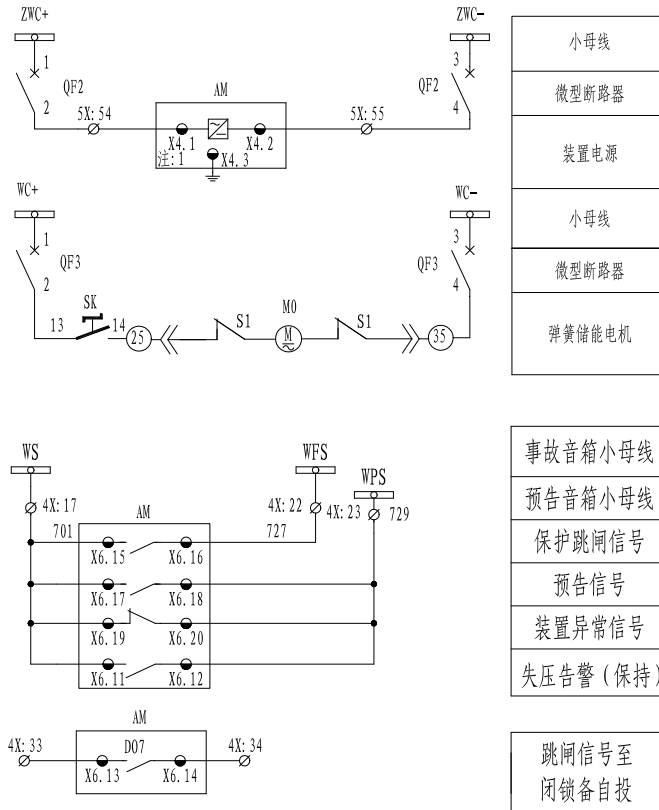 ZWC+
ZWC-
小母线
1
3
QF2
QF2
微型断路器
2
4
AM
5X:54
5X:55
X4.1
X4.2
装置电源
注:1
X4.3
WC+
WC-
小母线
1
3
QF3
QF3
微型断路器
2
4
SK
M0
13
14
S1
S1
弹簧储能电机
25
M
35
WS
WFS
事故音箱小母线
WPS
预告音箱小母线
4X:17
4X:22
4X:23
729
AM
701
727
保护跳闸信号
X6.15
X6.16
预告信号
X6.17
X6.18
装置异常信号
X6.19
X6.20
失压告警(保持)
X6.11
X6.12
AM
4X:33
4X:34
D07
X6.13
X6.14
跳闸信号至
闭锁备自投